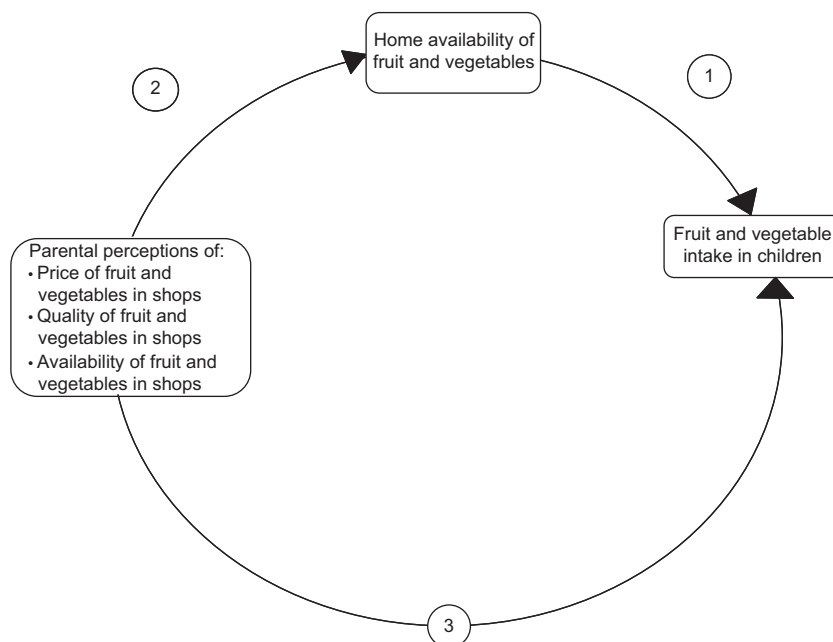 Home availability of
fruit and vegetables
1
2
Fruit and vegetable
intake in children
Parental perceptions of:
• Price of fruit and
vegetables in shops
• Quality of fruit and
vegetables in shops
• Availability of fruit and
vegetables in shops
3